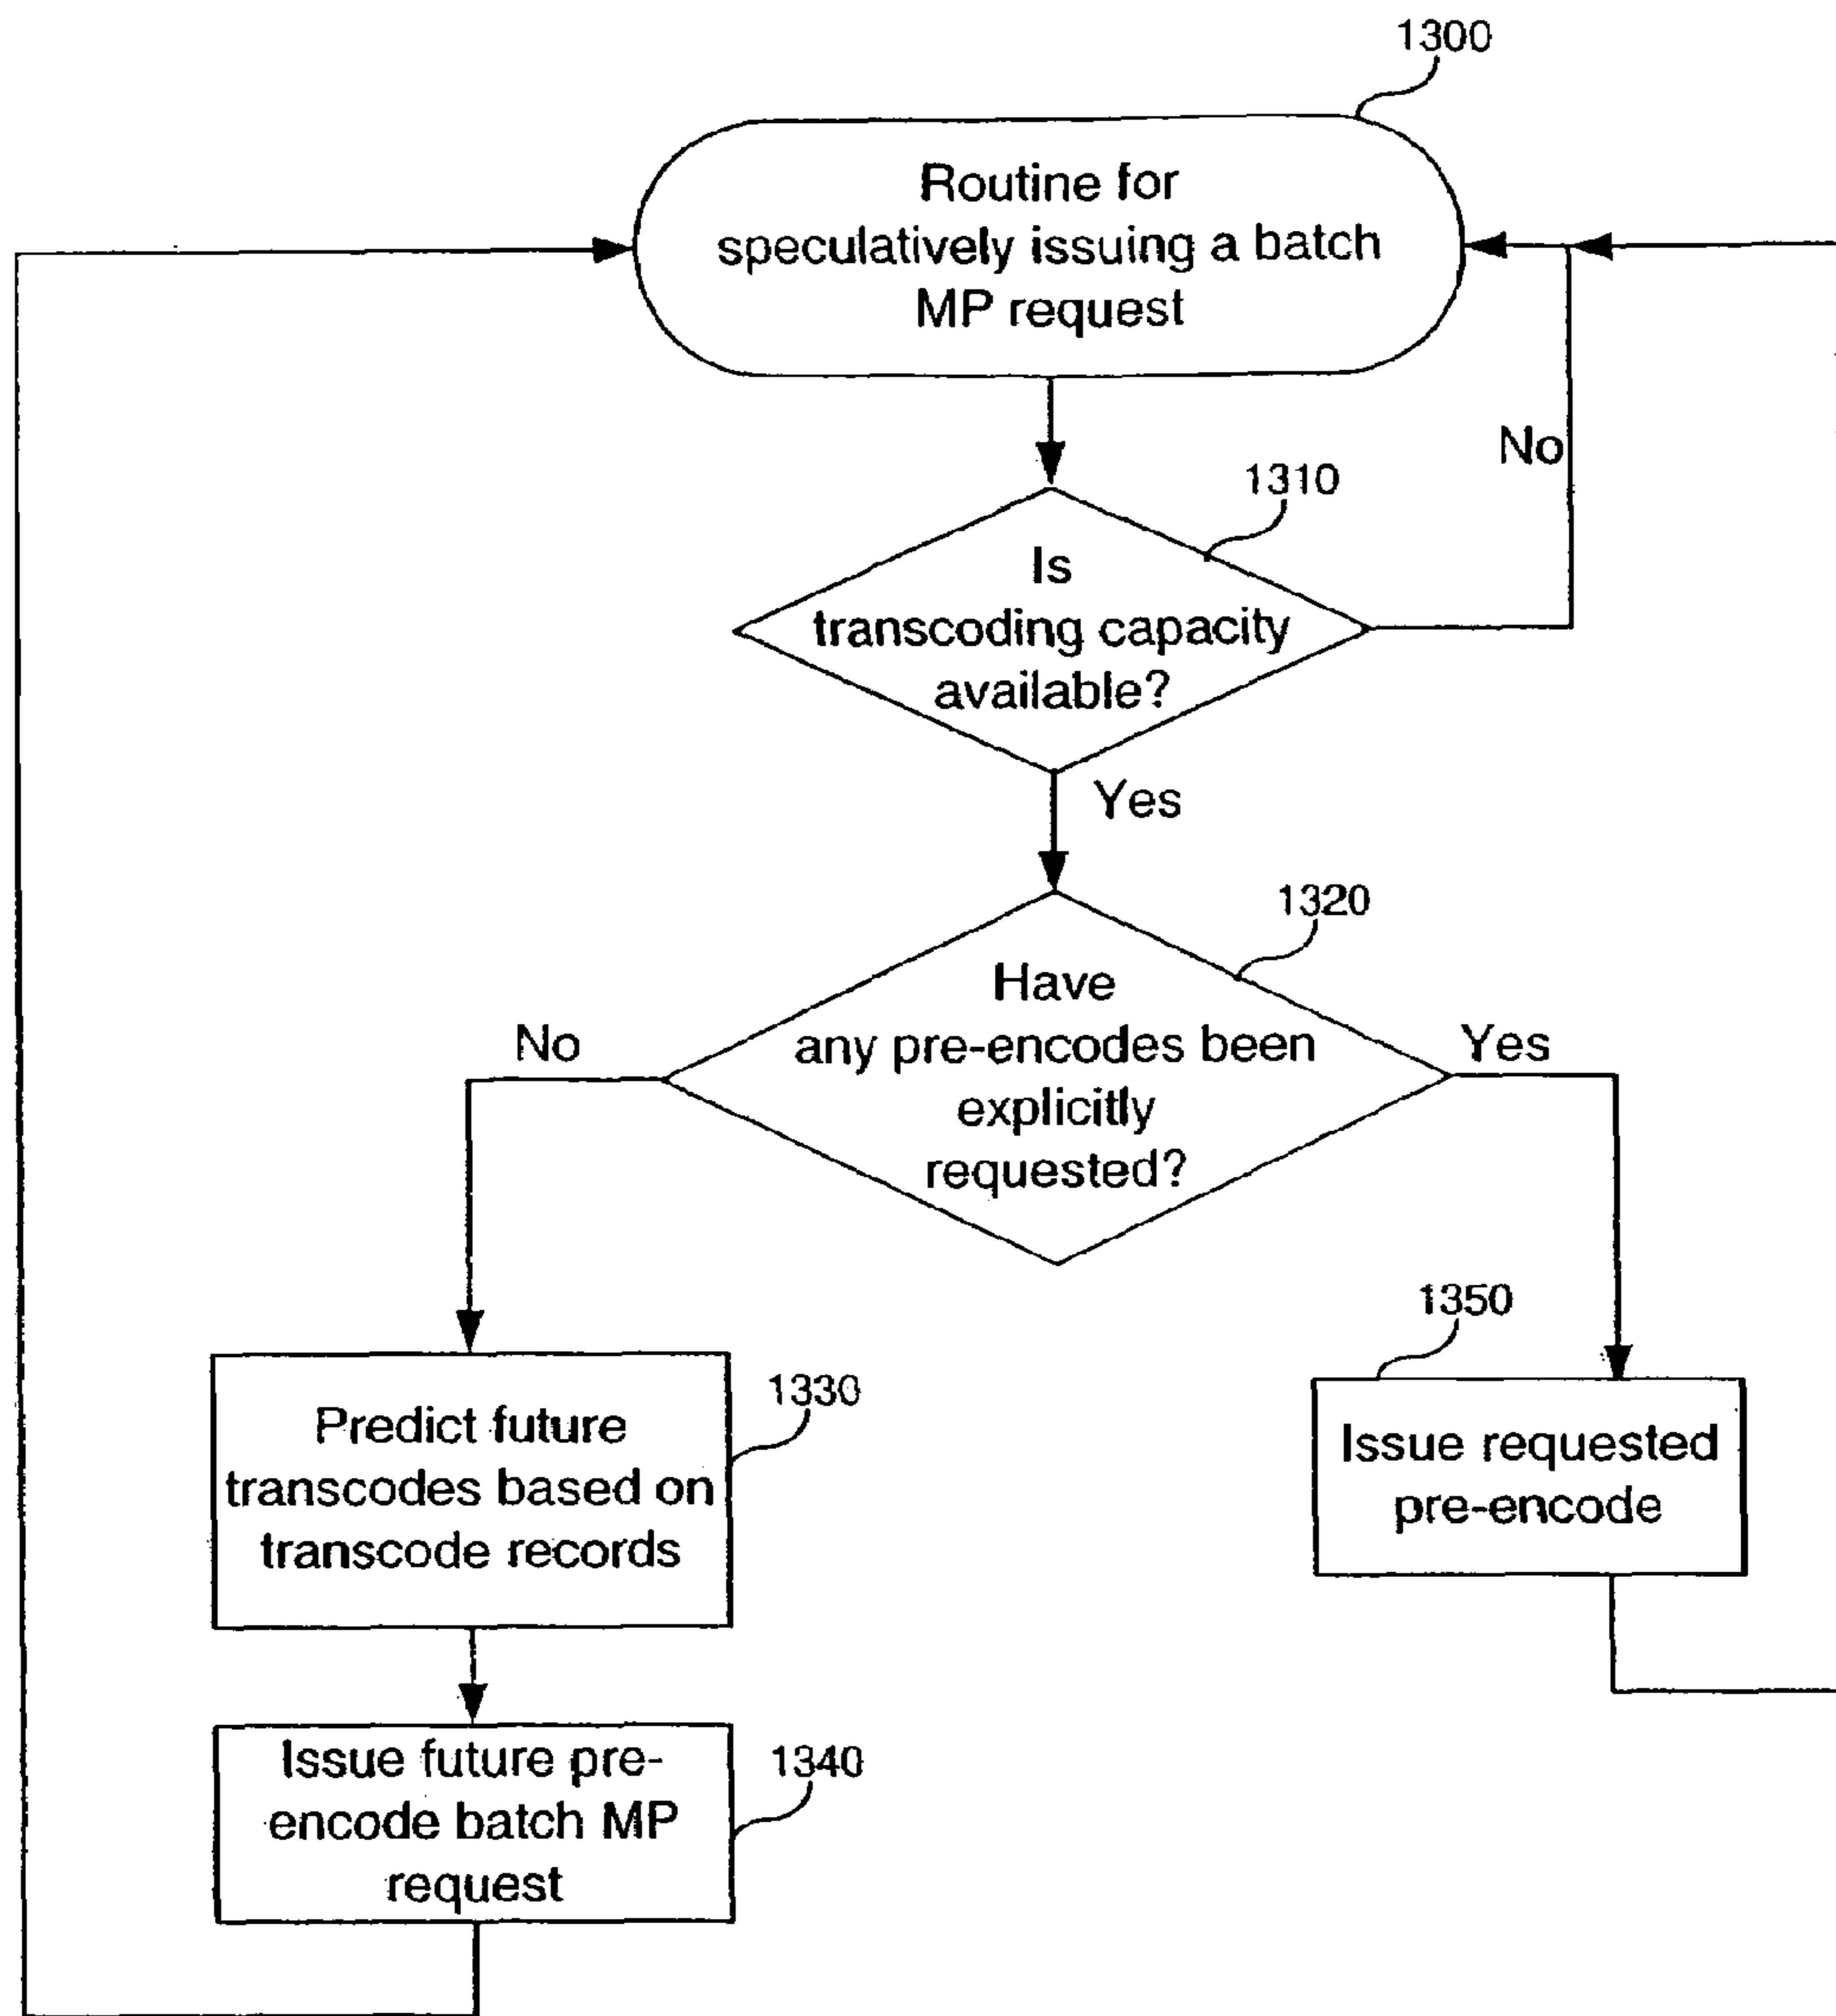 1300
Routine for
speculatively issuing a batch
MP request
No
1310
Is
transcoding capacity
available?
Yes
1320
Have
any pre-encodes been
explicitly
requested?
No
Yes
1330
Predict future
transcodes based on
transcode records
1350
Issue requested
pre-encode
1340
Issue future pre-
encode batch MP
request